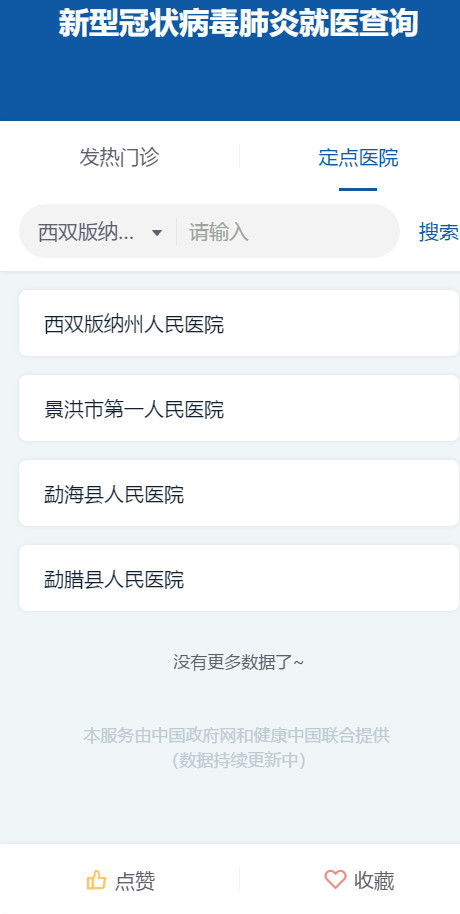 新型冠状病毒肺炎就医查询
发热门诊
定点医院
西双版纳...
请输入
搜索
西双版纳州人民医院
景洪市第一人民医院
勐海县人民医院
勐腊县人民医院
没有更多数据了~
本服务由中国政府网和健康中国联合提供
(数据持续更新中)
点赞
收藏